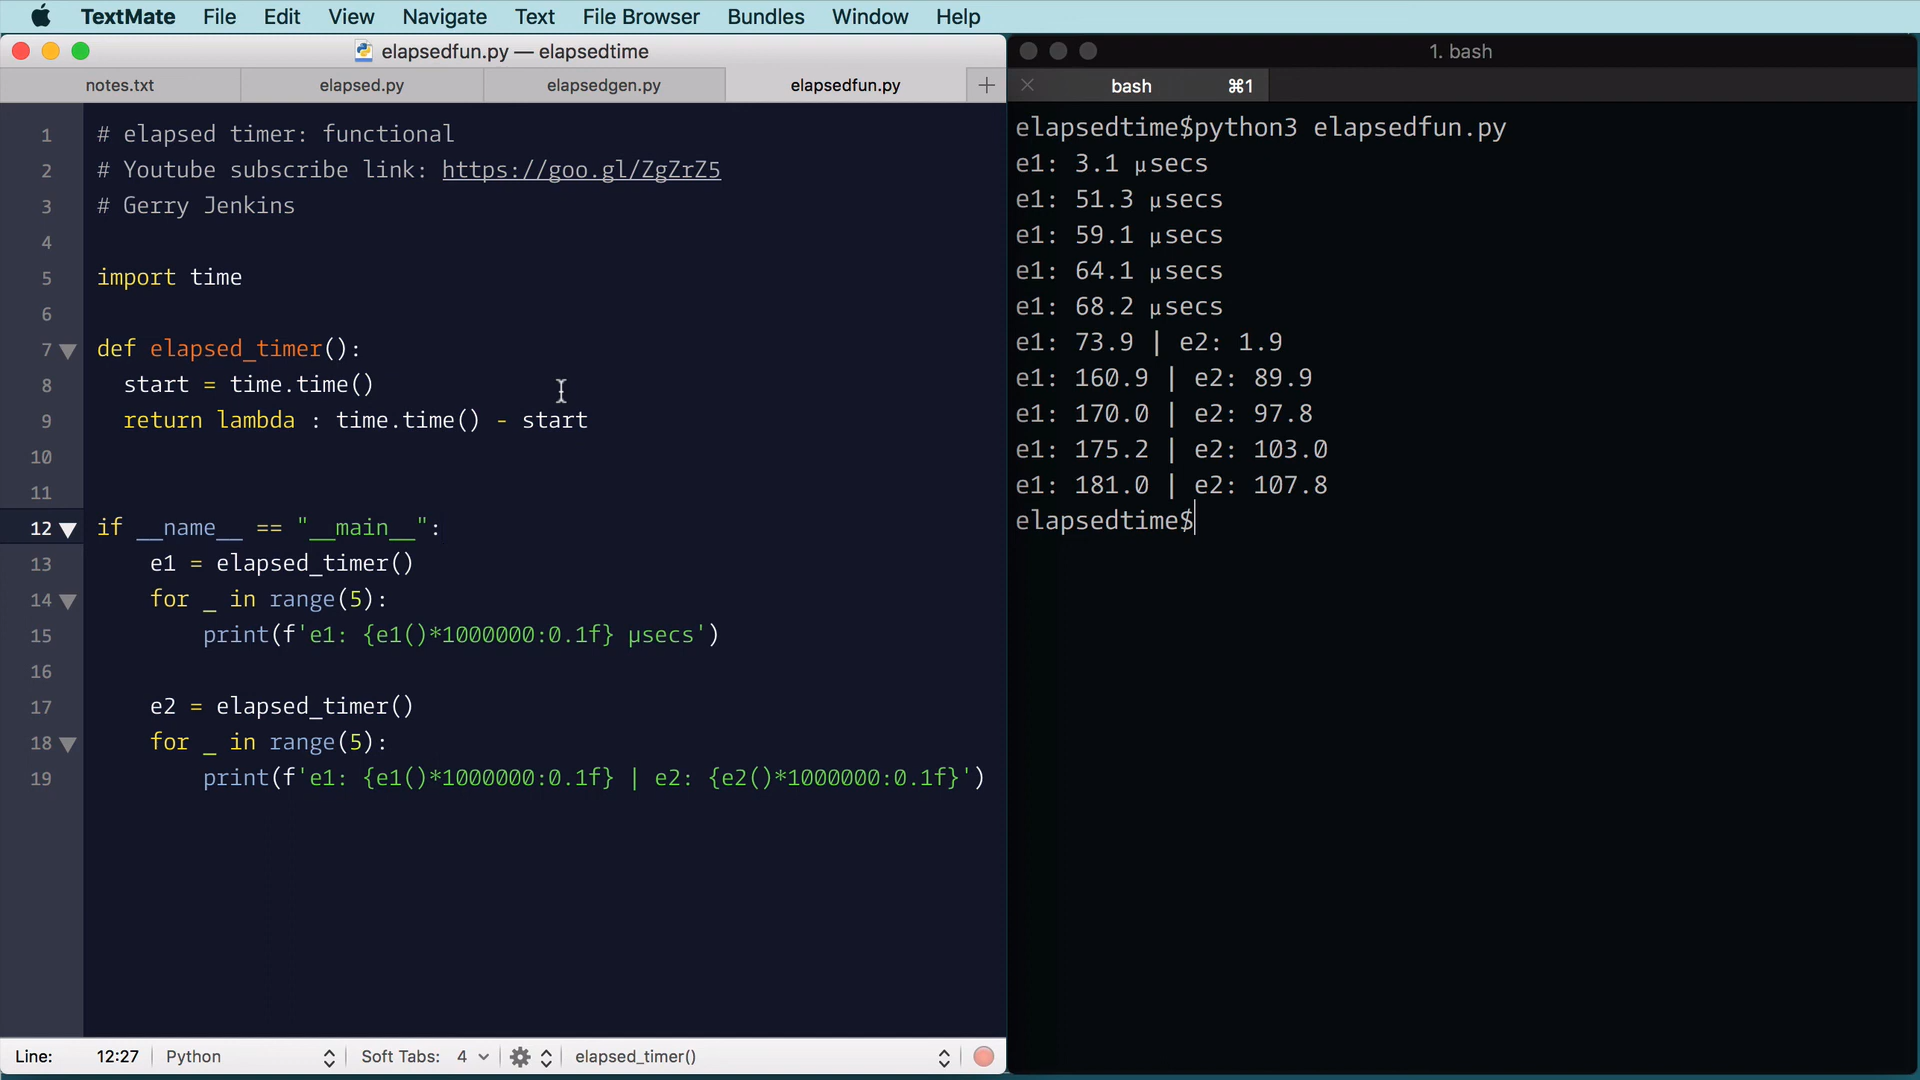 TextMate File Edit View Navigate Text File Browser Bundles Window Help
elapsedfun.py — elapsedtime
notes.txt elapsed.py elapsedgen.py elapsedfun.py +
1 # elapsed timer: functional
2 # Youtube subscribe link: https://goo.gl/ZgZrZ5
3 # Gerry Jenkins
4
5 import time
6
7 def elapsed_timer():
8 start = time.time()
9 return lambda : time.time() - start
10
11
12 if __name__ == "__main__":
13 e1 = elapsed_timer()
14 for _ in range(5):
15 print(f'e1: {e1()*1000000:0.1f} µsecs')
16
17 e2 = elapsed_timer()
18 for _ in range(5):
19 print(f'e1: {e1()*1000000:0.1f} | e2: {e2()*1000000:0.1f}')
Line: 12:27 Python Soft Tabs: 4 elapsed_timer()
1. bash
bash ⌘1
elapsedtime$python3 elapsedfun.py
e1: 3.1 µsecs
e1: 51.3 µsecs
e1: 59.1 µsecs
e1: 64.1 µsecs
e1: 68.2 µsecs
e1: 73.9 | e2: 1.9
e1: 160.9 | e2: 89.9
e1: 170.0 | e2: 97.8
e1: 175.2 | e2: 103.0
e1: 181.0 | e2: 107.8
elapsedtime$